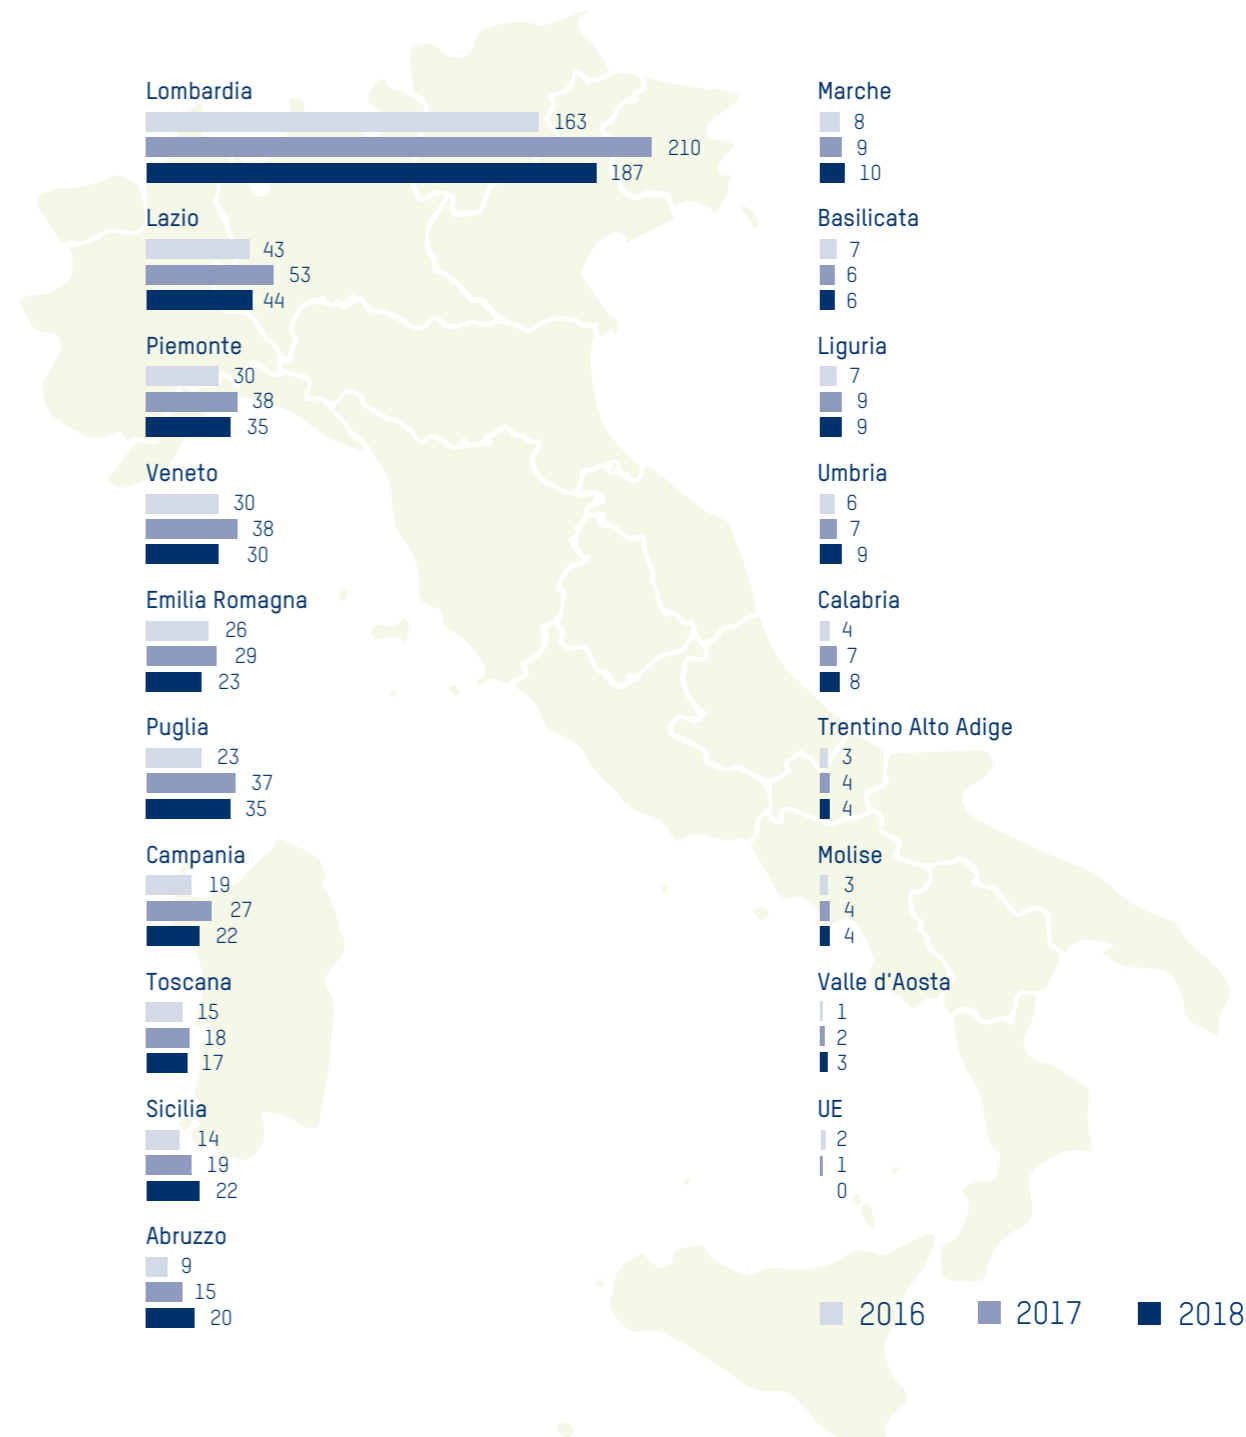 Lombardia
163
210
187
Lazio
43
53
44
Piemonte
30
38
35
Veneto
30
38
30
Emilia Romagna
26
29
23
Puglia
23
37
35
Campania
19
27
22
Toscana
15
18
17
Sicilia
14
19
22
Abruzzo
9
15
20
Marche
8
9
10
Basilicata
7
6
6
Liguria
7
9
9
Umbria
6
7
9
Calabria
4
7
8
Trentino Alto Adige
3
4
4
Molise
3
4
4
Valle d'Aosta
1
2
3
UE
2
1
0
2016 2017 2018